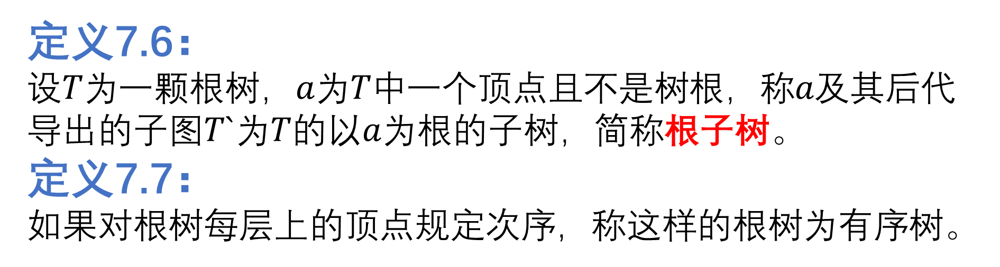 定义7.6：
设T为一颗根树，a为T中一个顶点且不是树根，称a及其后代
导出的子图T`为T的以a为根的子树，简称根子树。
定义7.7：
如果对根树每层上的顶点规定次序，称这样的根树为有序树。